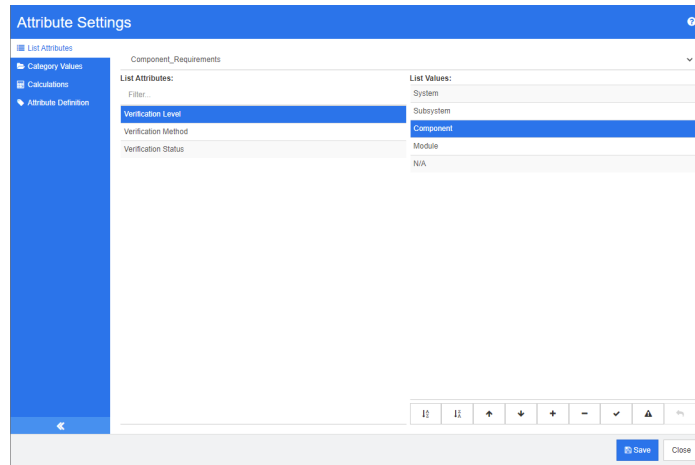 Attribute Settings
List Attributes
Category Values
Calculations
Attribute Definition
Component_Requirements
List Attributes:
Filter...
Verification Level
Verification Method
Verification Status
List Values:
System
Subsystem
Component
Module
N/A
Save
Close